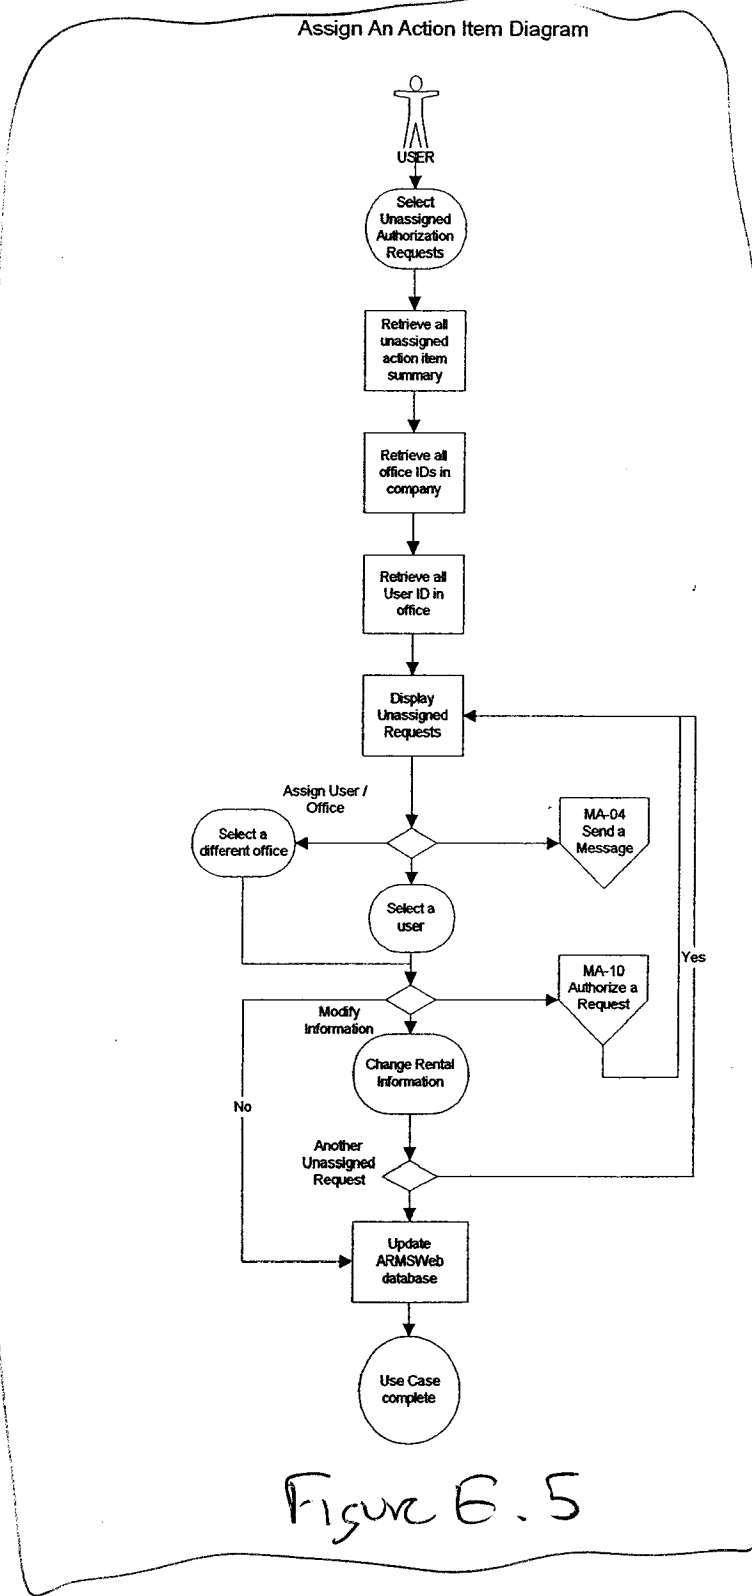 Assign An Action Item Diagram
USER
Select
Unassigned
Authorization
Requests
Retrieve all
unassigned
action item
summary
Retrieve all
office IDs in
company
Retrieve all
User ID in
office
Display
Unassigned
Requests
Assign User /
Office
Select a
different office
MA-04
Send a
Message
Select a
user
Yes
MA-10
Authorize a
Request
Modify
Information
Change Rental
Information
No
Another
Unassigned
Request
Update
ARMSWeb
database
Use Case
complete
Figure E.5